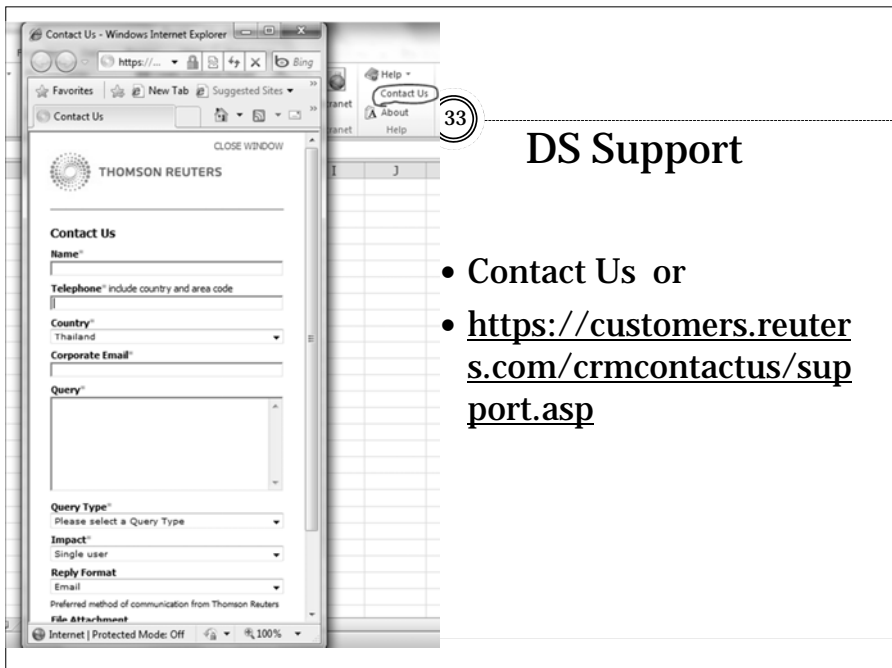 Contact Us - Windows Internet Explorer
https://... Bing
Favorites New Tab Suggested Sites
Contact Us
CLOSE WINDOW
THOMSON REUTERS
Contact Us
Name*
Telephone* include country and area code
Country*
Thailand
Corporate Email*
Query*
Query Type*
Please select a Query Type
Impact*
Single user
Reply Format
Email
Preferred method of communication from Thomson Reuters
File Attachment
Internet | Protected Mode: Off 100%
Help
Contact Us
About
Help
I J
33
DS Support
• Contact Us or
• https://customers.reuter
s.com/crmcontactus/sup
port.asp